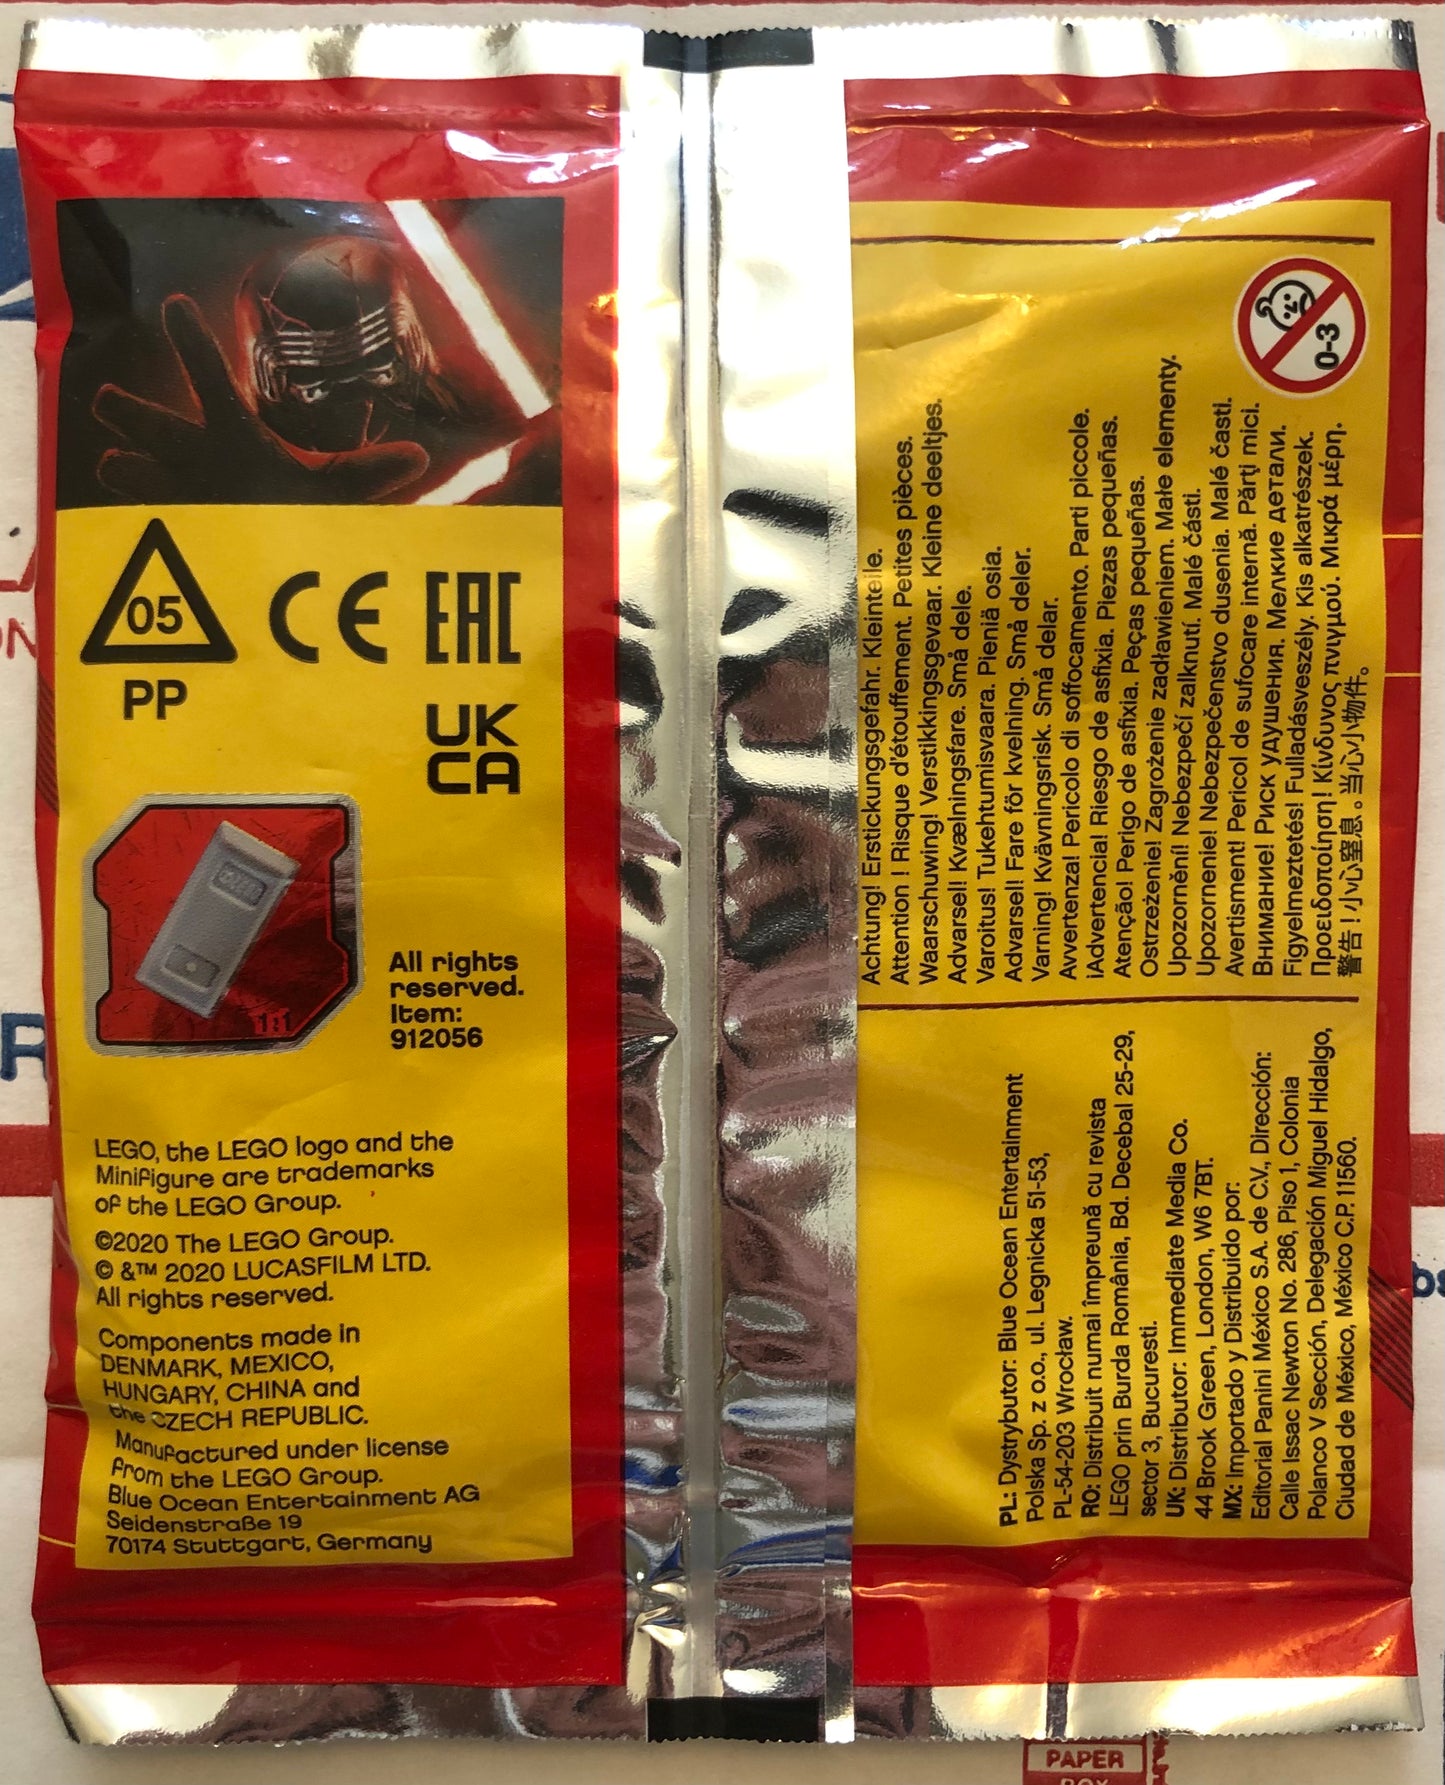 05
PP
CE
EAC
UK
CA
1:1
All rights
reserved.
Item:
912056
LEGO, the LEGO logo and the
Minifigure are trademarks
of the LEGO Group.
©2020 The LEGO Group.
© &™ 2020 LUCASFILM LTD.
All rights reserved.
Components made in
DENMARK, MEXICO,
HUNGARY, CHINA and
the CZECH REPUBLIC.
Manufactured under license
from the LEGO Group.
Blue Ocean Entertainment AG
Seidenstraße 19
70174 Stuttgart, Germany
0-3
Achtung! Erstickungsgefahr. Kleinteile.
Attention ! Risque d'étouffement. Petites pièces.
Waarschuwing! Verstikkingsgevaar. Kleine deeltjes.
Advarsel! Kvælningsfare. Små dele.
Varoitus! Tukehtumisvaara. Pieniä osia.
Advarsel! Fare för kvelning. Små deler.
Varning! Kvävningsrisk. Små delar.
Avvertenza! Pericolo di soffocamento. Parti piccole.
¡Advertencia! Riesgo de asfixia. Piezas pequeñas.
Atenção! Perigo de asfixia. Peças pequeñas.
Ostrzeżenie! Zagrożenie zadławieniem. Małe elementy.
Upozornění! Nebezpečí zalknutí. Malé části.
Upozornenie! Nebezpečenstvo dusenia. Malé časti.
Avertisment! Pericol de sufocare internă. Părți mici.
Внимание! Риск удушения. Мелкие детали.
Figyelmeztetés! Fulladásveszély. Kis alkatrészek.
Προειδοποίηση! Κίνδυνος πνιγμού. Μικρά μέρη.
警告！小心窒息。当心小物件。
PL: Dystrybutor: Blue Ocean Entertainment
Polska Sp. z o.o., ul. Legnicka 51-53,
PL-54-203 Wrocław.
RO: Distribuit numai împreună cu revista
LEGO prin Burda România, Bd. Decebal 25-29,
sector 3, Bucuresti.
UK: Distributor: Immediate Media Co.
44 Brook Green, London, W6 7BT.
MX: Importado y Distribuido por:
Editorial Panini México S.A. de C.V., Dirección:
Calle Issac Newton No. 286, Piso 1, Colonia
Polanco V Sección, Delegación Miguel Hidalgo,
Ciudad de México, México C.P. 11560.
PAPER